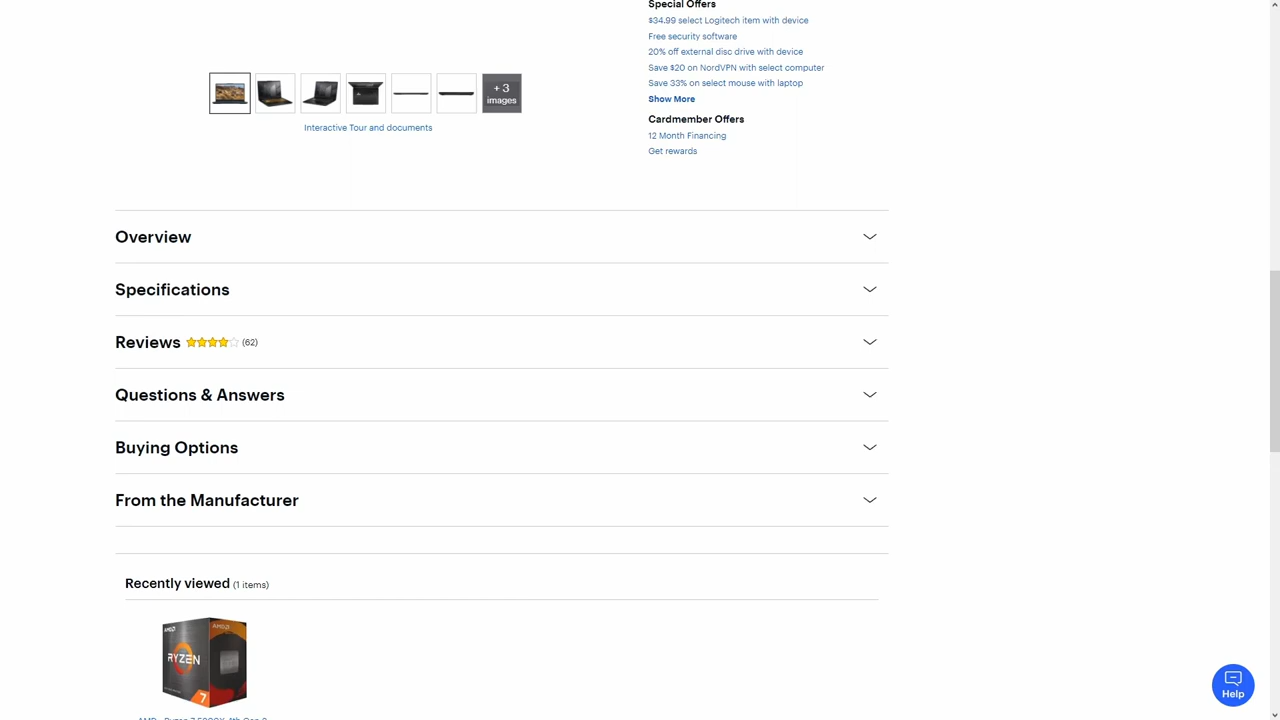 Special Offers
$34.99 select Logitech item with device
Free security software
20% off external disc drive with device
Save $20 on NordVPN with select computer
Save 33% on select mouse with laptop
Show More
+ 3
images
Interactive Tour and documents
Cardmember Offers
12 Month Financing
Get rewards
Overview
Specifications
Reviews (62)
Questions & Answers
Buying Options
From the Manufacturer
Recently viewed (1 items)
AMD
AMD
RYZEN
7
Help